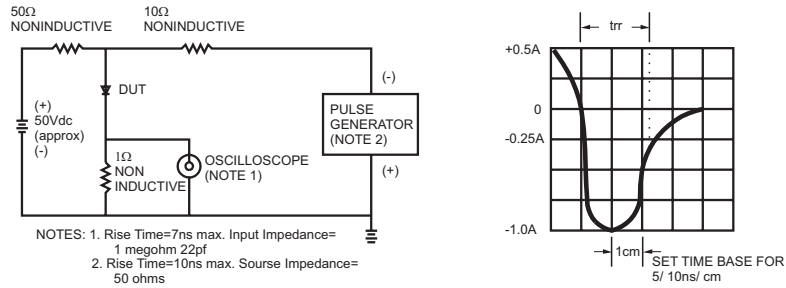 50Ω
NONINDUCTIVE
10Ω
NONINDUCTIVE
DUT
(+)
50Vdc
(approx)
(-)
1Ω
NON
INDUCTIVE
OSCILLOSCOPE
(NOTE 1)
(-)
PULSE
GENERATOR
(NOTE 2)
(+)
NOTES: 1. Rise Time=7ns max. Input Impedance=
1 megohm 22pf
2. Rise Time=10ns max. Sourse Impedance=
50 ohms
trr
+0.5A
0
-0.25A
-1.0A
1cm
SET TIME BASE FOR
5/ 10ns/ cm